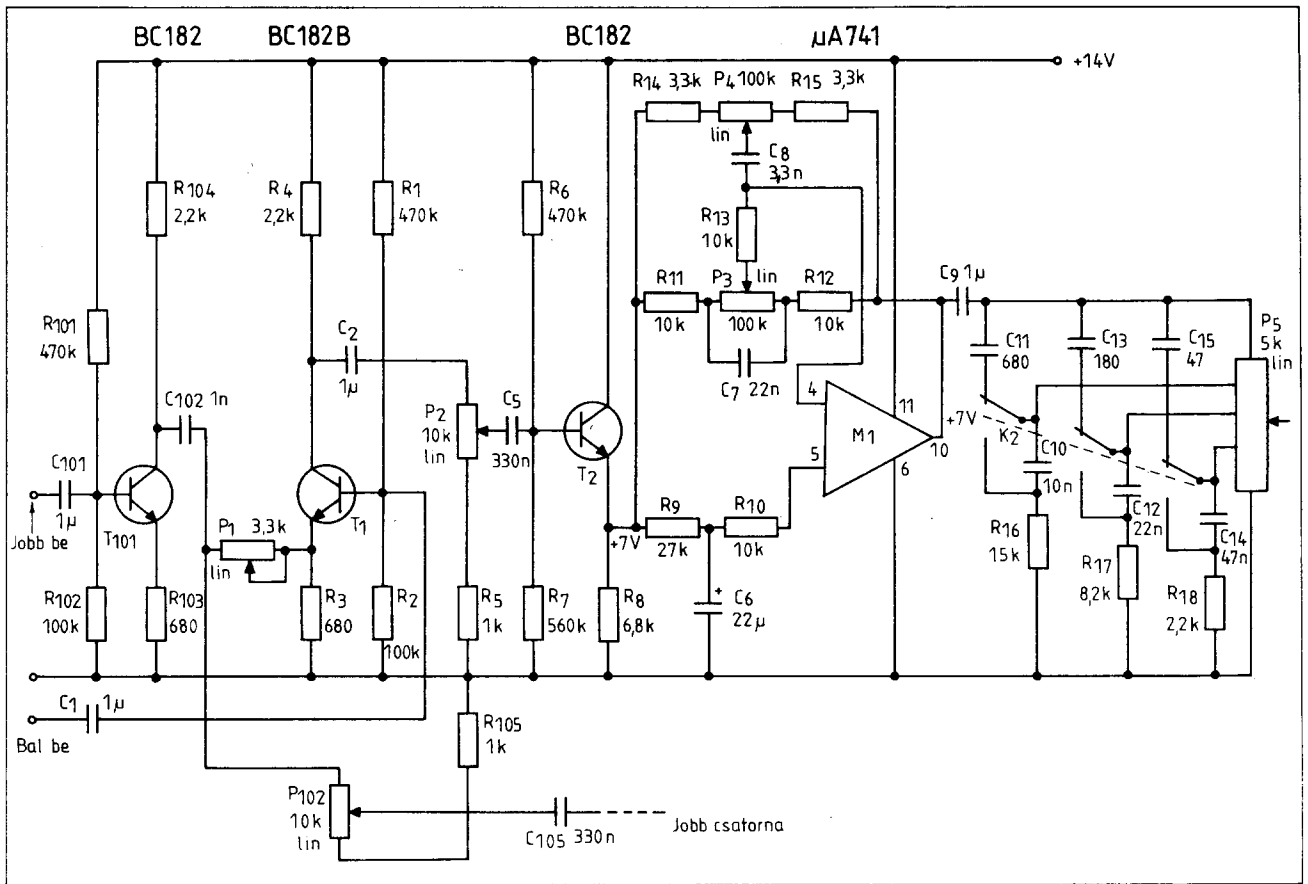 BC182 BC182B BC182 µA741
+14V
R14 3,3k P4 100k R15 3,3k
lin
C8
3,3n
R104
2,2k
R4
2,2k
R1
470k
R6
470k
R13
10k
R11
10k
P3 lin
100k
R12
10k
C7 22n
C9 1µ
R101
470k
C2
1µ
C102 1n
P2
10k
lin
C5
330n
T2
4
5
M1
11
6
10
+7V
C11
680
C13
180
C15
47
P5
5k
lin
K2
C10
10n
C12
22n
C14
47n
C101
1µ
Jobb be
T101
P1 3,3k
lin
T1
+7V
R9
27k
R10
10k
R16
15k
R17
8,2k
R18
2,2k
R102
100k
R103
680
R3
680
R2
100k
R5
1k
R7
560k
R8
6,8k
+
C6
22µ
C1 1µ
Bal be
R105
1k
P102
10k
lin
C105 330n
Jobb csatorna